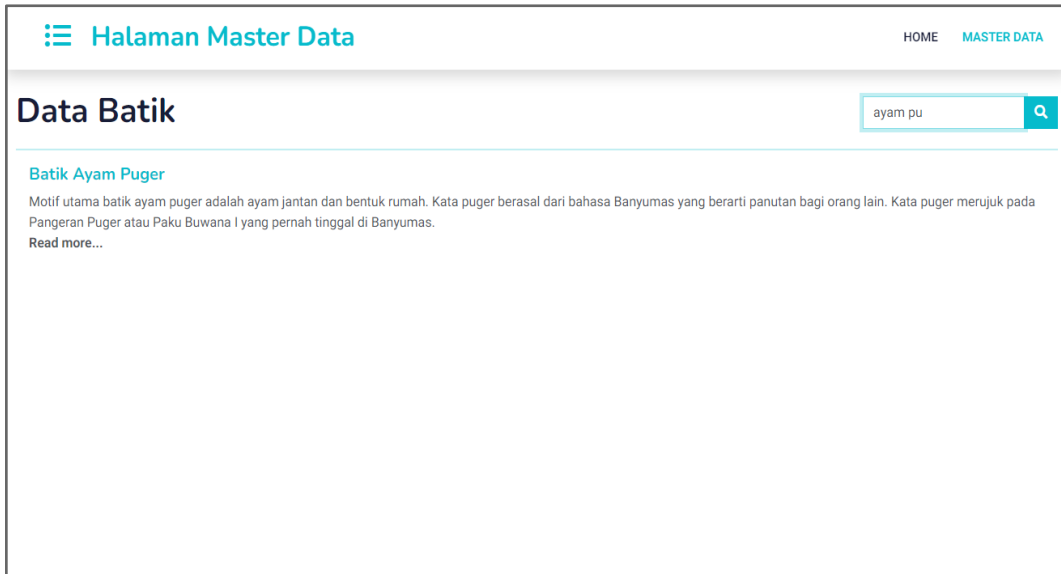 Halaman Master Data
HOME MASTER DATA
Data Batik
ayam pu
Batik Ayam Puger
Motif utama batik ayam puger adalah ayam jantan dan bentuk rumah. Kata puger berasal dari bahasa Banyumas yang berarti panutan bagi orang lain. Kata puger merujuk pada
Pangeran Puger atau Paku Buwana I yang pernah tinggal di Banyumas.
Read more...